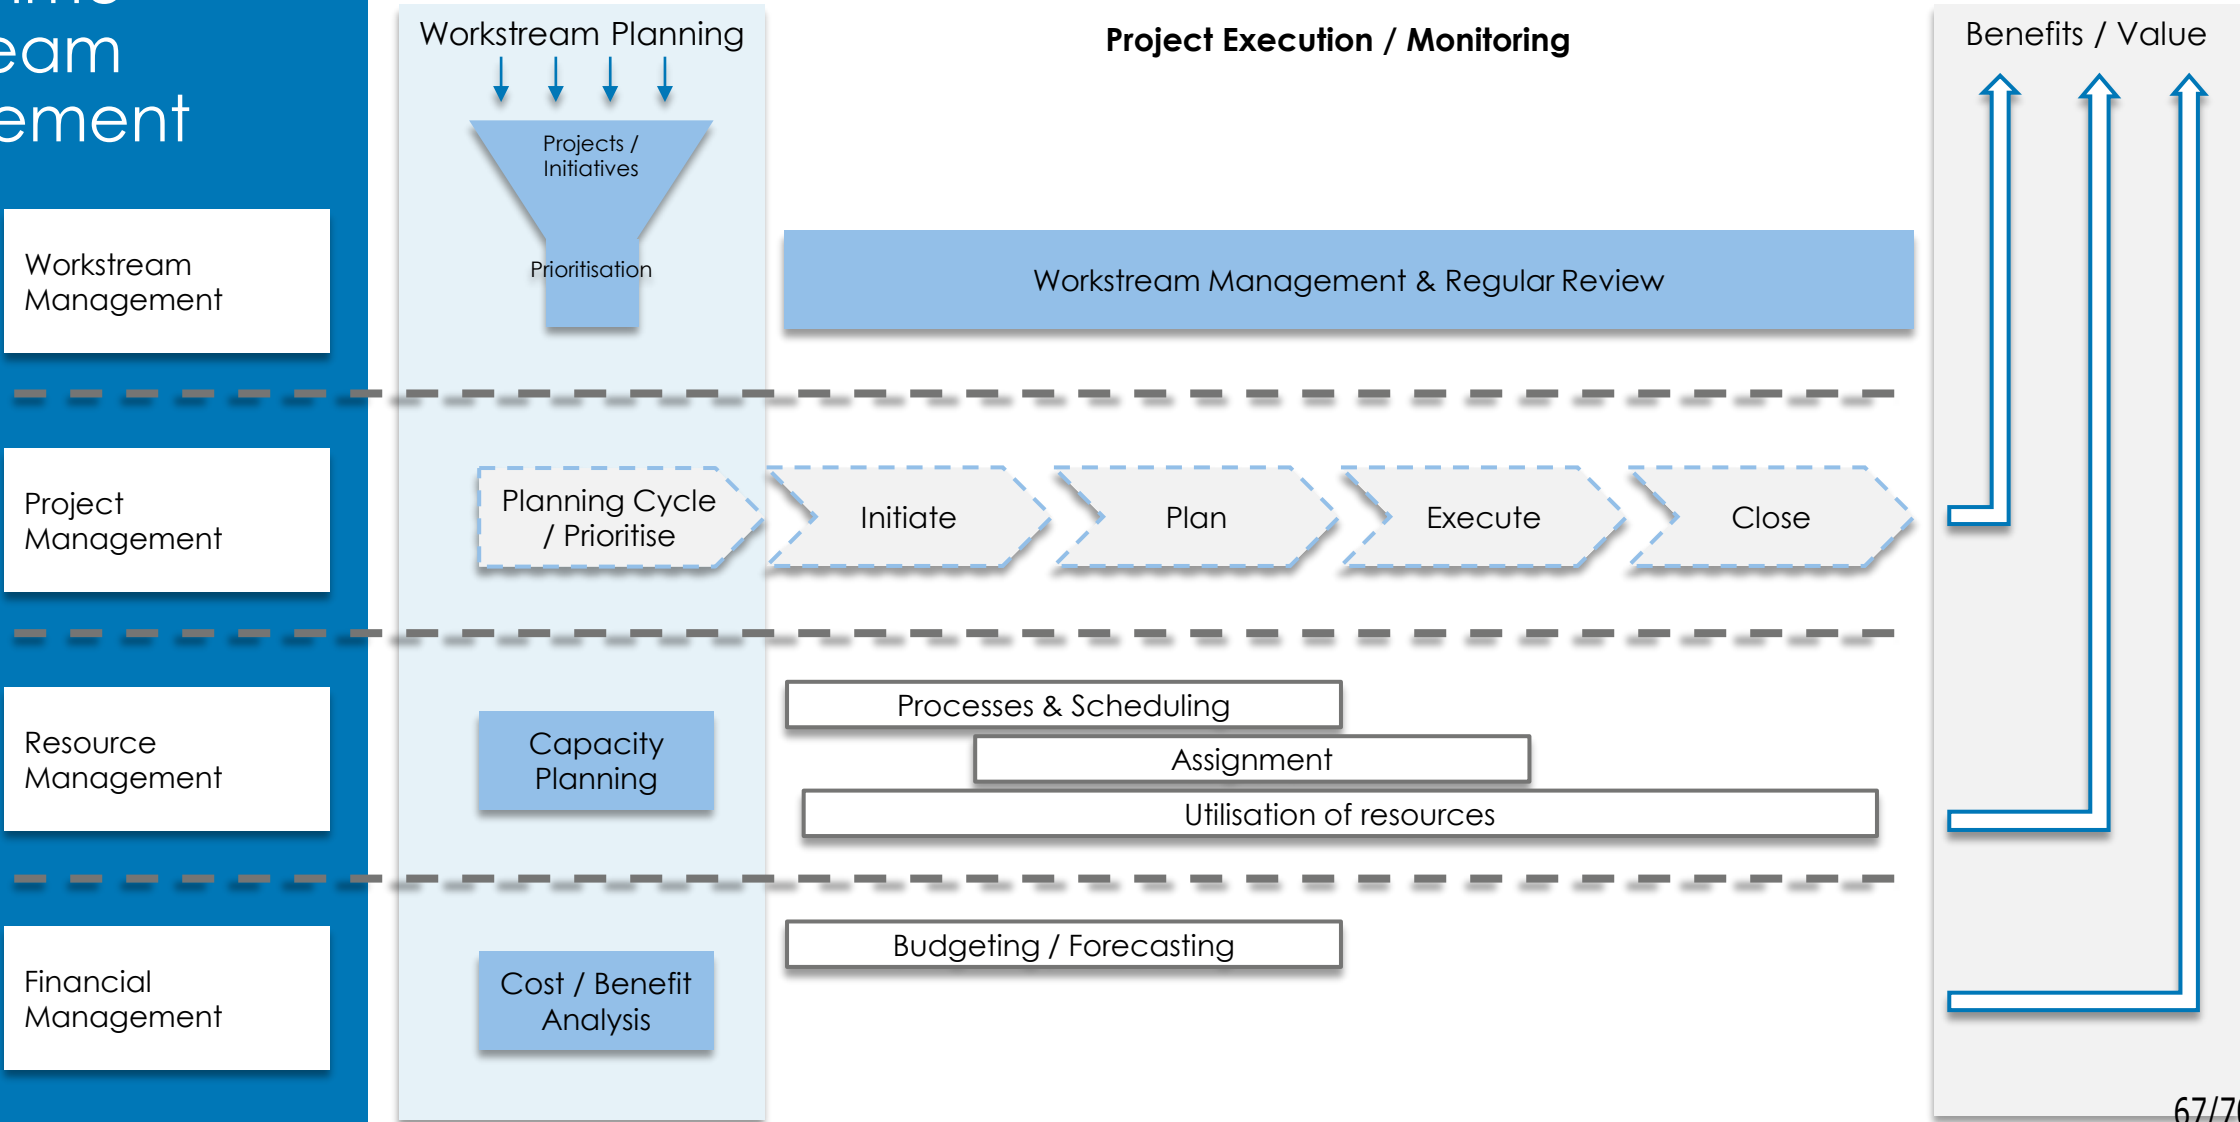 eam
ement
Workstream Planning
Project Execution / Monitoring
Benefits / Value
Projects /
Initiatives
Prioritisation
Workstream
Management
Workstream Management & Regular Review
Project
Management
Planning Cycle
/ Prioritise
Initiate
Plan
Execute
Close
Resource
Management
Capacity
Planning
Processes & Scheduling
Assignment
Utilisation of resources
Financial
Management
Cost / Benefit
Analysis
Budgeting / Forecasting
67/70